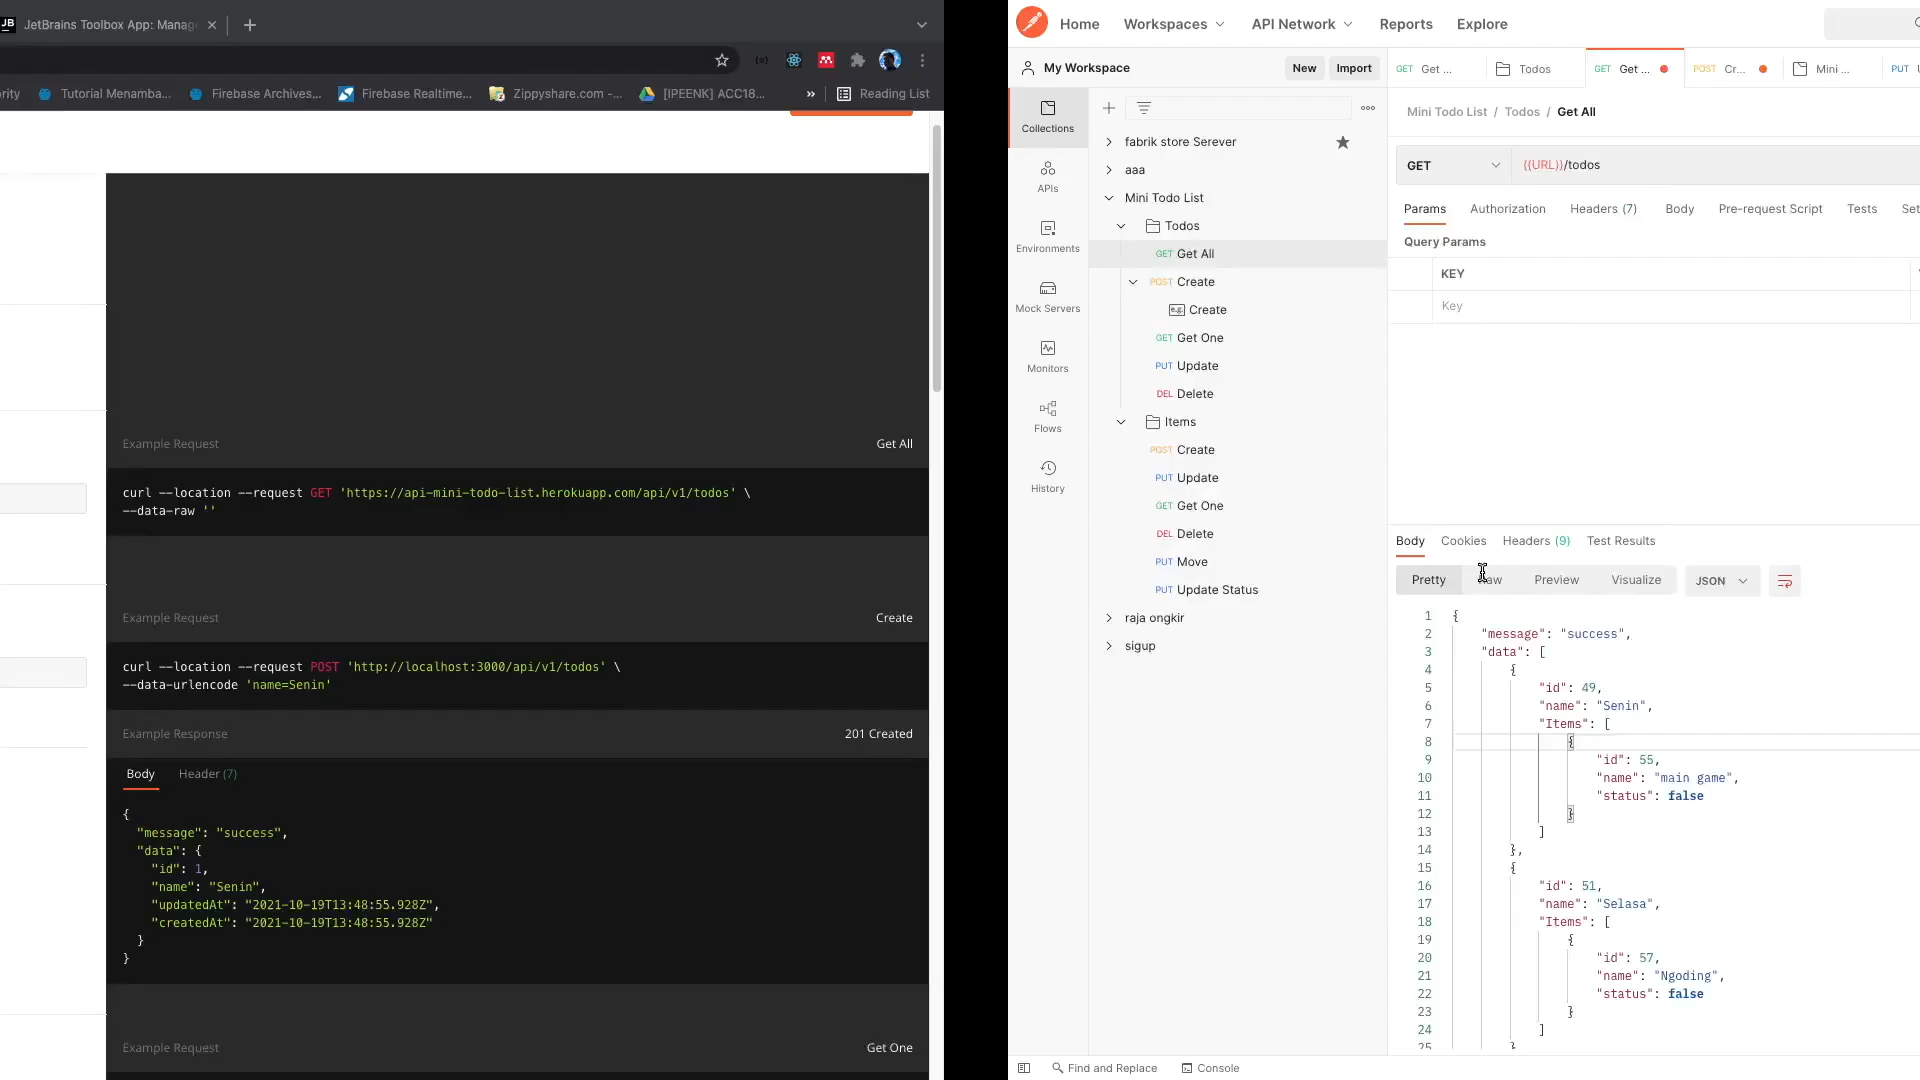 JetBrains Toolbox App: Manag
rity
Tutorial Menamba...
Firebase Archives,...
Firebase Realtime...
Zippyshare.com -...
[IPEENK] ACC18...
»
Reading List
Example Request
Get All
curl --location --request GET 'https://api-mini-todo-list.herokuapp.com/api/v1/todos' \
--data-raw ''
Example Request
Create
curl --location --request POST 'http://localhost:3000/api/v1/todos' \
--data-urlencode 'name=Senin'
Example Response
201 Created
Body
Header (7)
{
"message": "success",
"data": {
"id": 1,
"name": "Senin",
"updatedAt": "2021-10-19T13:48:55.928Z",
"createdAt": "2021-10-19T13:48:55.928Z"
}
}
Example Request
Get One
Home
Workspaces
API Network
Reports
Explore
My Workspace
New
Import
GET Get ...
Todos
GET Get ...
POST Cr...
Mini ...
PUT
Collections
APIs
Environments
Mock Servers
Monitors
Flows
History
fabrik store Serever
aaa
Mini Todo List
Todos
GET Get All
POST Create
e.g. Create
GET Get One
PUT Update
DEL Delete
Items
POST Create
PUT Update
GET Get One
DEL Delete
PUT Move
PUT Update Status
raja ongkir
sigup
Mini Todo List / Todos / Get All
GET
{{URL}}/todos
Params
Authorization
Headers (7)
Body
Pre-request Script
Tests
Set
Query Params
KEY
Key
Body
Cookies
Headers (9)
Test Results
Pretty
Raw
Preview
Visualize
JSON
1 {
2 "message": "success",
3 "data": [
4 {
5 "id": 49,
6 "name": "Senin",
7 "Items": [
8 {
9 "id": 55,
10 "name": "main game",
11 "status": false
12 }
13 ]
14 },
15 {
16 "id": 51,
17 "name": "Selasa",
18 "Items": [
19 {
20 "id": 57,
21 "name": "Ngoding",
22 "status": false
23 }
24 ]
25 }
Find and Replace
Console